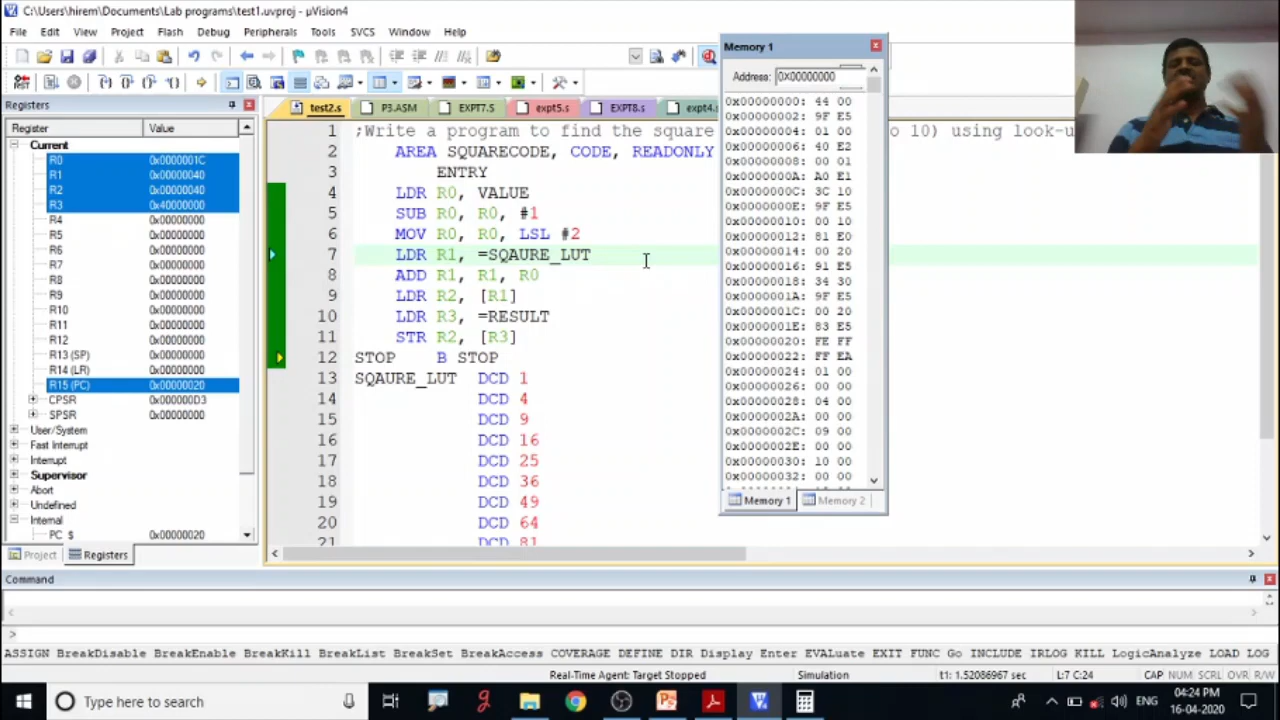 C:\Users\hirem\Documents\Lab programs\test1.uvproj - µVision4
File Edit View Project Flash Debug Peripherals Tools SVCS Window Help
Registers
Register Value
Current
R0 0x0000001C
R1 0x00000040
R2 0x00000040
R3 0x40000000
R4 0x00000000
R5 0x00000000
R6 0x00000000
R7 0x00000000
R8 0x00000000
R9 0x00000000
R10 0x00000000
R11 0x00000000
R12 0x00000000
R13 (SP) 0x00000000
R14 (LR) 0x00000000
R15 (PC) 0x00000020
CPSR 0x000000D3
SPSR 0x00000000
User/System
Fast Interrupt
Interrupt
Supervisor
Abort
Undefined
Internal
PC $ 0x00000020
Project Registers
test2.s P3.ASM EXPT7.S expt5.s EXPT8.s expt4.
1 ;Write a program to find the square o 10) using look-u
2 AREA SQUARECODE, CODE, READONLY
3 ENTRY
4 LDR R0, VALUE
5 SUB R0, R0, #1
6 MOV R0, R0, LSL #2
7 LDR R1, =SQAURE_LUT
8 ADD R1, R1, R0
9 LDR R2, [R1]
10 LDR R3, =RESULT
11 STR R2, [R3]
12 STOP B STOP
13 SQAURE_LUT DCD 1
14 DCD 4
15 DCD 9
16 DCD 16
17 DCD 25
18 DCD 36
19 DCD 49
20 DCD 64
21 DCD 81
Memory 1
Address: 0X00000000
0x00000000: 44 00
0x00000002: 9F E5
0x00000004: 01 00
0x00000006: 40 E2
0x00000008: 00 01
0x0000000A: A0 E1
0x0000000C: 3C 10
0x0000000E: 9F E5
0x00000010: 00 10
0x00000012: 81 E0
0x00000014: 00 20
0x00000016: 91 E5
0x00000018: 34 30
0x0000001A: 9F E5
0x0000001C: 00 20
0x0000001E: 83 E5
0x00000020: FE FF
0x00000022: FF EA
0x00000024: 01 00
0x00000026: 00 00
0x00000028: 04 00
0x0000002A: 00 00
0x0000002C: 09 00
0x0000002E: 00 00
0x00000030: 10 00
0x00000032: 00 00
Memory 1 Memory 2
Command
>
ASSIGN BreakDisable BreakEnable BreakKill BreakList BreakSet BreakAccess COVERAGE DEFINE DIR Display Enter EVALuate EXIT FUNC Go INCLUDE IRLOG KILL LogicAnalyze LOAD LOG
Real-Time Agent: Target Stopped Simulation t1: 1.52086967 sec L:7 C:24 CAP NUM SCRL OVR R/W
Type here to search
ENG
04:24 PM
16-04-2020